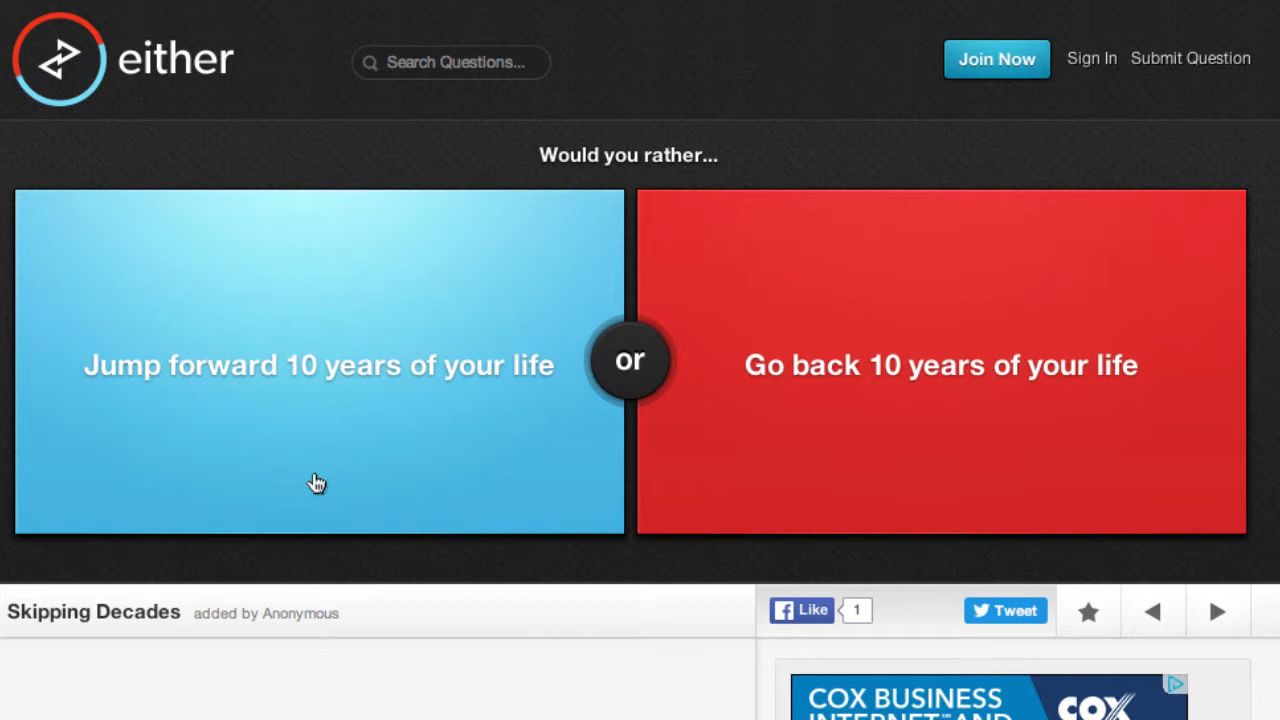 either
Search Questions...
Join Now
Sign In
Submit Question
Would you rather...
Jump forward 10 years of your life
or
Go back 10 years of your life
Skipping Decades added by Anonymous
Like
1
Tweet
COX BUSINESS
INTERNET℠ AND
COX